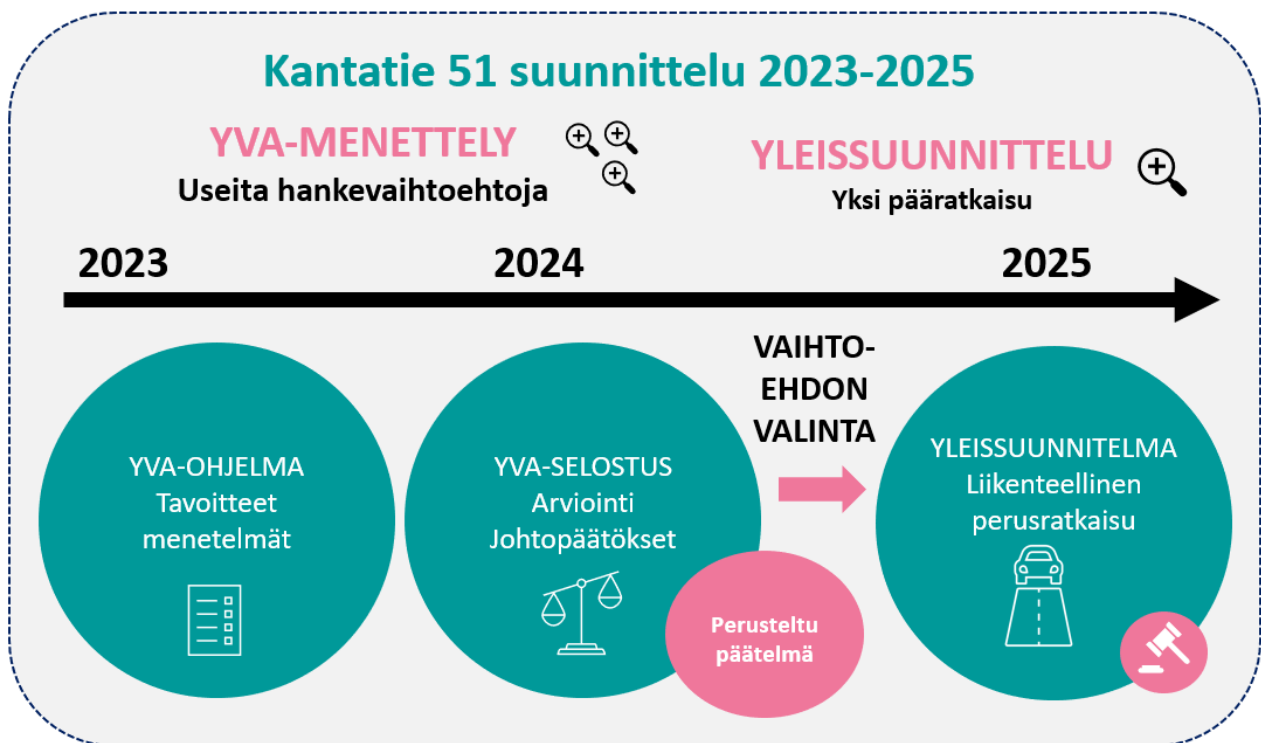 Kantatie 51 suunnittelu 2023-2025
YVA-MENETTELY
Useita hankevaihtoehtoja
YLEISSUUNNITTELU
Yksi pääratkaisu
2023
2024
2025
YVA-OHJELMA
Tavoitteet
menetelmät
YVA-SELOSTUS
Arviointi
Johtopäätökset
Perusteltu
päätelmä
VAIHTO-
EHDON
VALINTA
YLEISSUUNNITELMA
Liikenteellinen
perusratkaisu